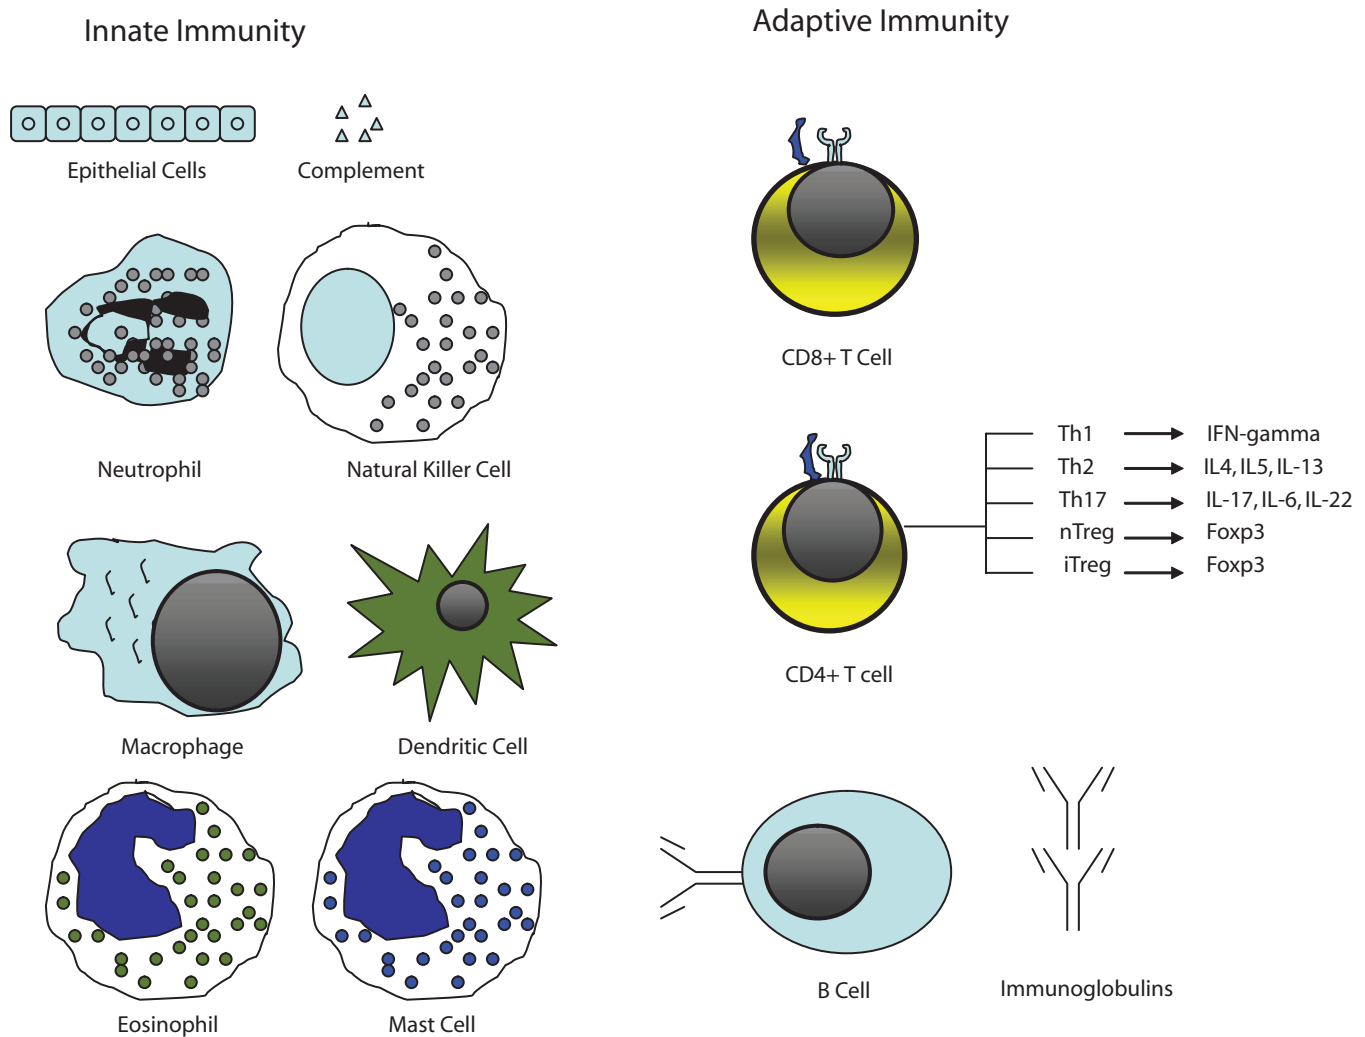 Innate Immunity
Adaptive Immunity
Epithelial Cells
Complement
Neutrophil
Natural Killer Cell
Macrophage
Dendritic Cell
Eosinophil
Mast Cell
CD8+ T Cell
Th1 IFN-gamma
Th2 IL4, IL5, IL-13
Th17 IL-17, IL-6, IL-22
nTreg Foxp3
iTreg Foxp3
CD4+ T cell
B Cell
Immunoglobulins